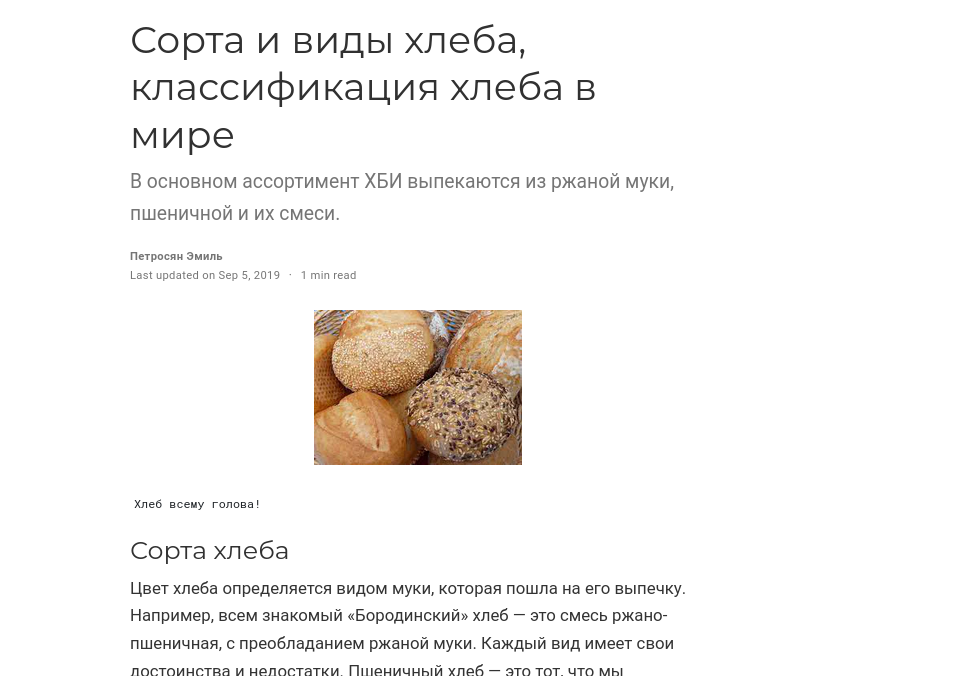 Сорта и виды хлеба,
классификация хлеба в
мире
В основном ассортимент ХБИ выпекаются из ржаной муки,
пшеничной и их смеси.
Петросян Эмиль
Last updated on Sep 5, 2019 · 1 min read
Хлеб всему голова!
Сорта хлеба
Цвет хлеба определяется видом муки, которая пошла на его выпечку.
Например, всем знакомый «Бородинский» хлеб — это смесь ржано-
пшеничная, с преобладанием ржаной муки. Каждый вид имеет свои
достоинства и недостатки. Пшеничный хлеб — это тот, что мы